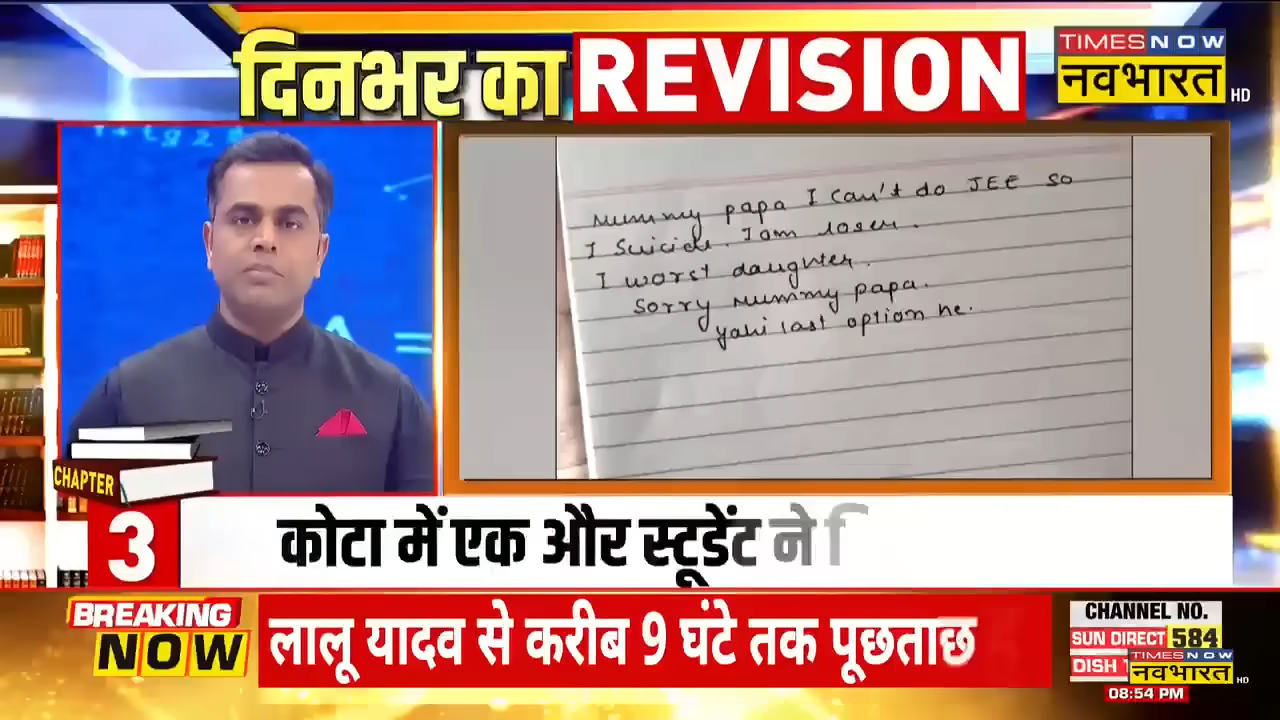 दिनभर का REVISION
TIMES NOW
नवभारत
HD
Mummy papa I can't do JEE so
I Suicide. I am loser.
I worst daughter.
Sorry Mummy papa.
yahi last option he.
CHAPTER
3
कोटा में एक और स्टूडेंट ने
BREAKING
NOW
लालू यादव से करीब 9 घंटे तक पूछताछ
CHANNEL NO.
SUN DIRECT 584
DISH
TIMES NOW
नवभारत
HD
08:54 PM